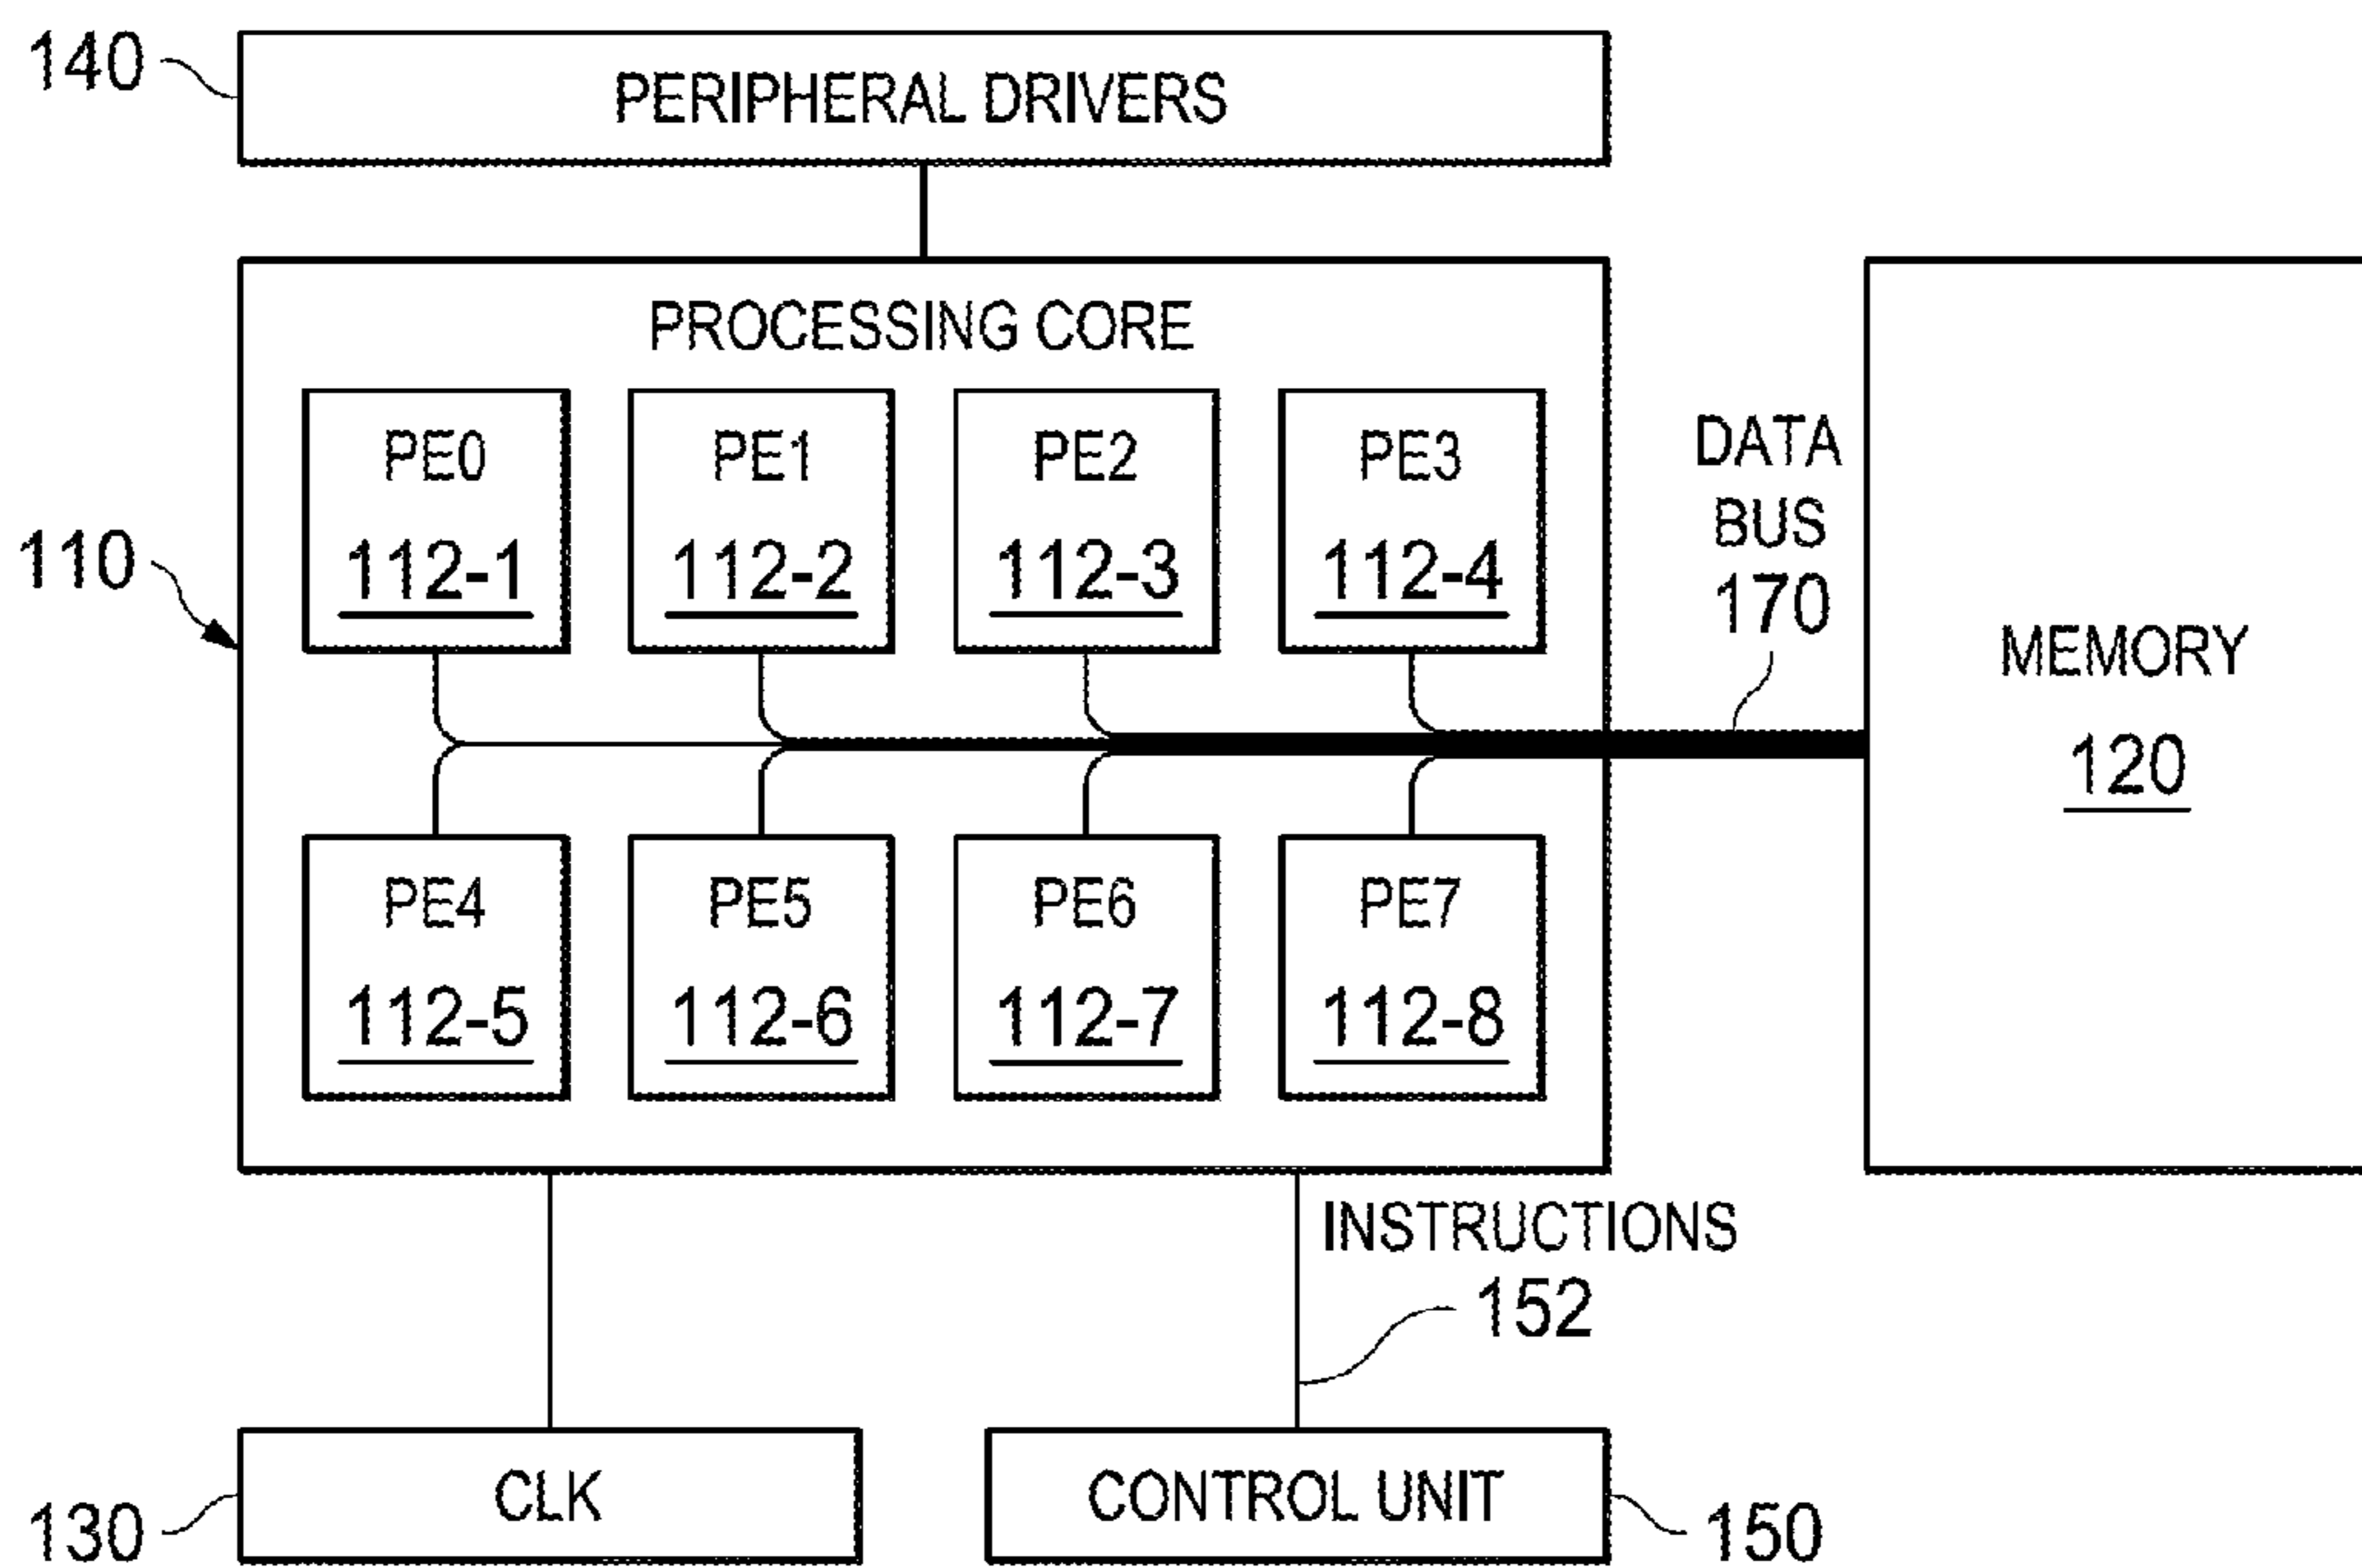 140
PERIPHERAL DRIVERS
PROCESSING CORE
110
PE0
112-1
PE1
112-2
PE2
112-3
PE3
112-4
DATA
BUS
170
MEMORY
120
PE4
112-5
PE5
112-6
PE6
112-7
PE7
112-8
INSTRUCTIONS
152
130
CLK
CONTROL UNIT
150